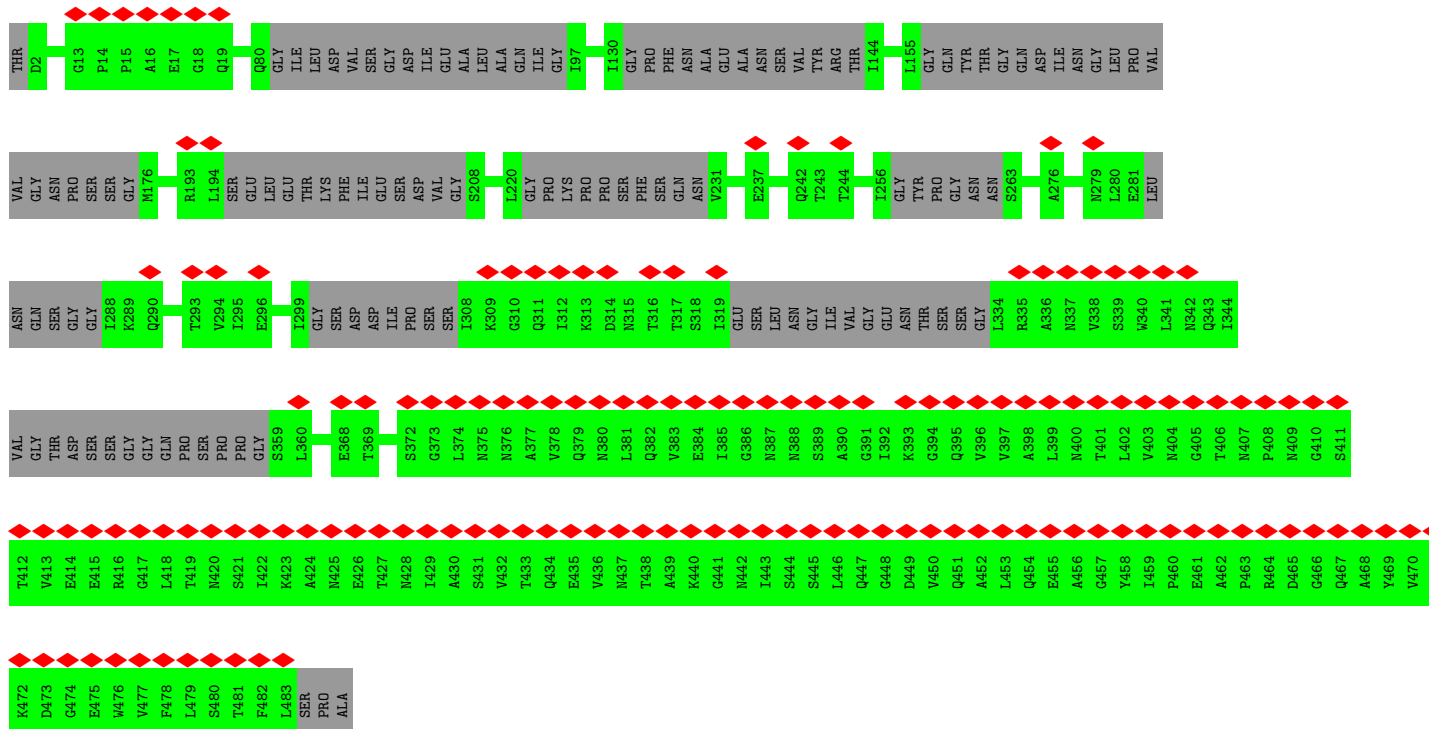 THR D2 G13 P14 P15 A16 E17 G18 Q19 Q80 GLY ILE LEU ASP VAL SER GLY ASP ILE GLU ALA LEU ALA GLN ILE GLY I97 I130 GLY PRO PHE ASN ALA GLU ALA ASN SER VAL TYR ARG THR I144 L155 GLY GLN TYR THR GLY GLN ASP ILE ASN GLY LEU PRO VAL
VAL GLY ASN PRO SER SER GLY M176 R193 L194 SER GLU LEU GLU THR LYS PHE ILE GLU SER ASP VAL GLY S208 L220 GLY PRO LYS PRO PRO SER PHE SER GLN ASN V231 E237 Q242 T243 T244 I256 GLY TYR PRO GLY ASN ASN S263 A276 N279 L280 E281 LEU
ASN GLN SER GLY GLY I288 K289 Q290 T293 V294 I295 E296 I299 GLY SER ASP ASP ILE PRO SER SER I308 K309 G310 Q311 I312 K313 D314 N315 T316 T317 S318 I319 GLU SER LEU ASN GLY ILE VAL GLY GLU ASN THR SER SER GLY L334 R335 A336 N337 V338 S339 W340 L341 N342 Q343 I344
VAL GLY THR ASP SER SER GLY GLY GLN PRO SER PRO PRO GLY S359 L360 E368 T369 S372 G373 L374 N375 N376 A377 V378 Q379 N380 L381 Q382 V383 E384 I385 G386 N387 N388 S389 A390 G391 I392 K393 G394 Q395 V396 V397 A398 L399 N400 T401 L402 V403 N404 G405 T406 N407 P408 N409 G410 S411
T412 V413 E414 E415 R416 G417 L418 T419 N420 S421 I422 K423 A424 N425 E426 T427 N428 I429 A430 S431 V432 T433 Q434 E435 V436 N437 T438 A439 K440 G441 N442 I443 S444 S445 L446 Q447 G448 D449 V450 Q451 A452 L453 Q454 E455 A456 G457 Y458 I459 P460 E461 A462 P463 R464 D465 G466 Q467 A468 Y469 V470
K472 D473 G474 E475 W476 V477 F478 L479 S480 T481 F482 L483 SER PRO ALA